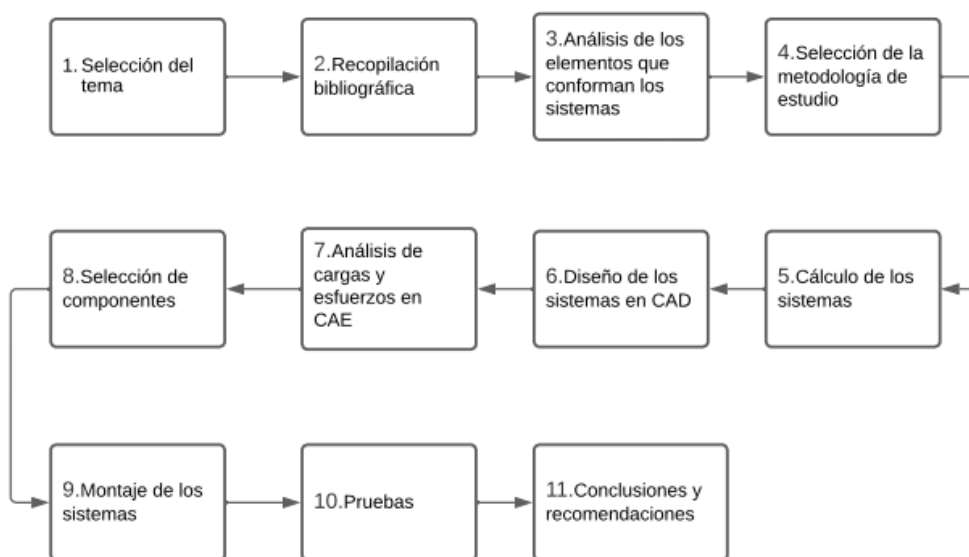 1. Selección del
tema
2.Recopilación
bibliográfica
3.Análisis de los
elementos que
conforman los
sistemas
4.Selección de la
metodología de
estudio
5.Cálculo de los
sistemas
6.Diseño de los
sistemas en CAD
7.Análisis de
cargas y
esfuerzos en
CAE
8.Selección de
componentes
9.Montaje de los
sistemas
10.Pruebas
11.Conclusiones y
recomendaciones